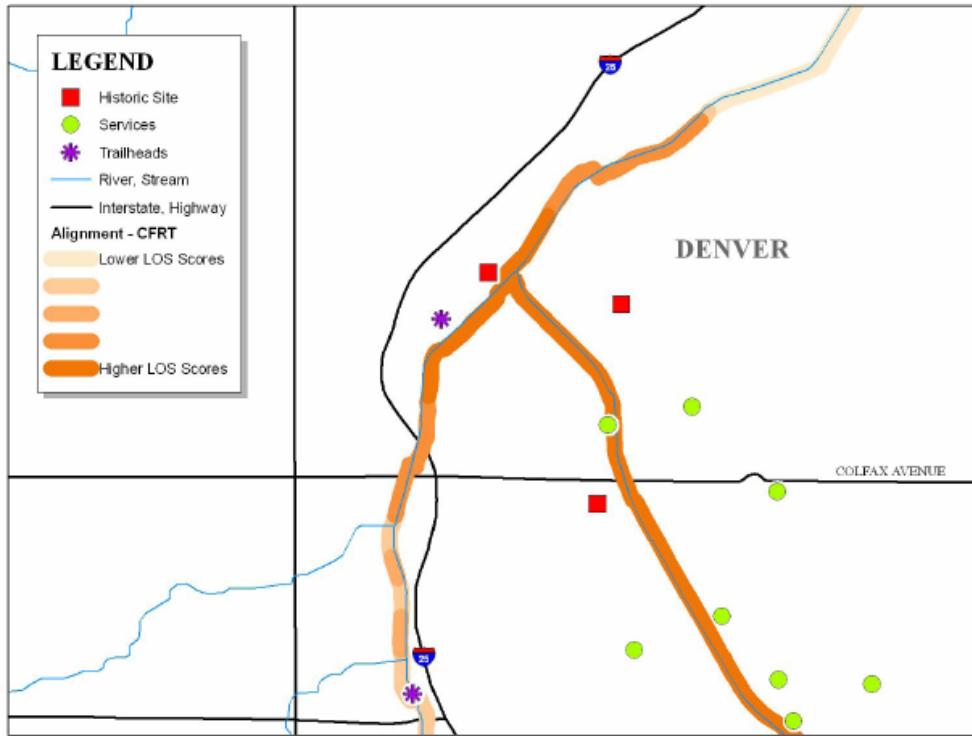 LEGEND
Historic Site
Services
Trailheads
River, Stream
Interstate, Highway
Alignment - CFRT
Lower LOS Scores
Higher LOS Scores
25
DENVER
COLFAX AVENUE
25